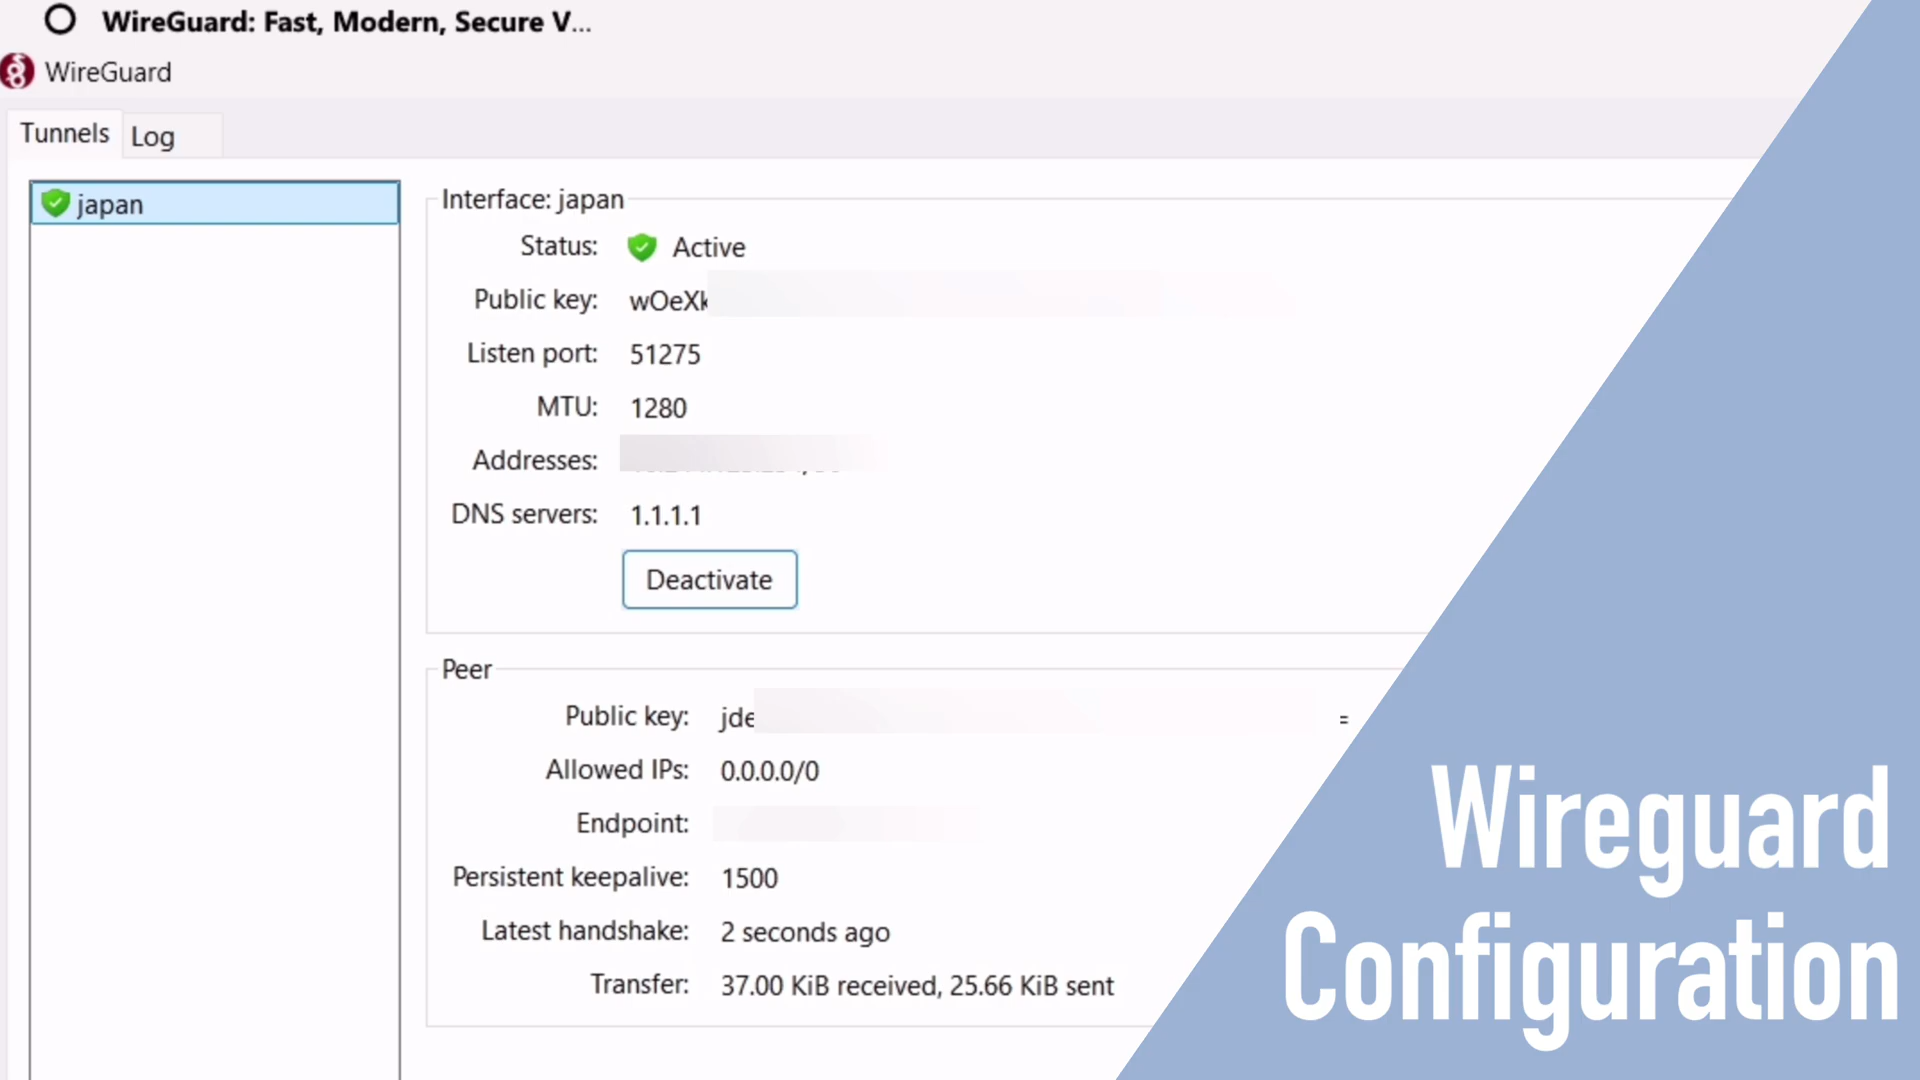 WireGuard: Fast, Modern, Secure V...
WireGuard
Tunnels
Log
japan
Interface: japan
Status: Active
Public key: wOeXk
Listen port: 51275
MTU: 1280
Addresses:
DNS servers: 1.1.1.1
Deactivate
Peer
Public key: jde =
Allowed IPs: 0.0.0.0/0
Endpoint:
Persistent keepalive: 1500
Latest handshake: 2 seconds ago
Transfer: 37.00 KiB received, 25.66 KiB sent
Wireguard
Configuration